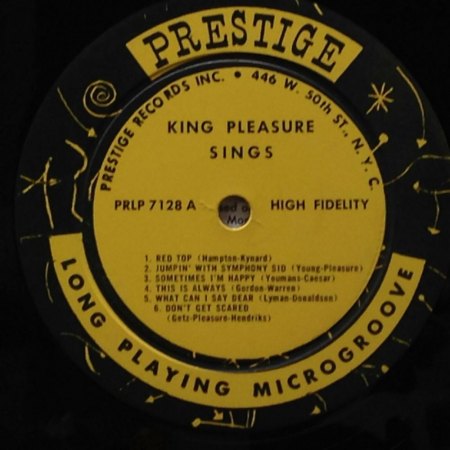 PRESTIGE
PRESTIGE RECORDS INC. • 446 W. 50th ST., N.Y.C.
KING PLEASURE
SINGS
PRLP 7128 A HIGH FIDELITY
1. RED TOP (Hampton-Kynard)
2. JUMPIN' WITH SYMPHONY SID (Young-Pleasure)
3. SOMETIMES I'M HAPPY (Youmans-Caesar)
4. THIS IS ALWAYS (Gordon-Warren)
5. WHAT CAN I SAY DEAR (Lyman-Donaldson)
6. DON'T GET SCARED
(Getz-Pleasure-Hendriks)
LONG PLAYING MICROGROOVE